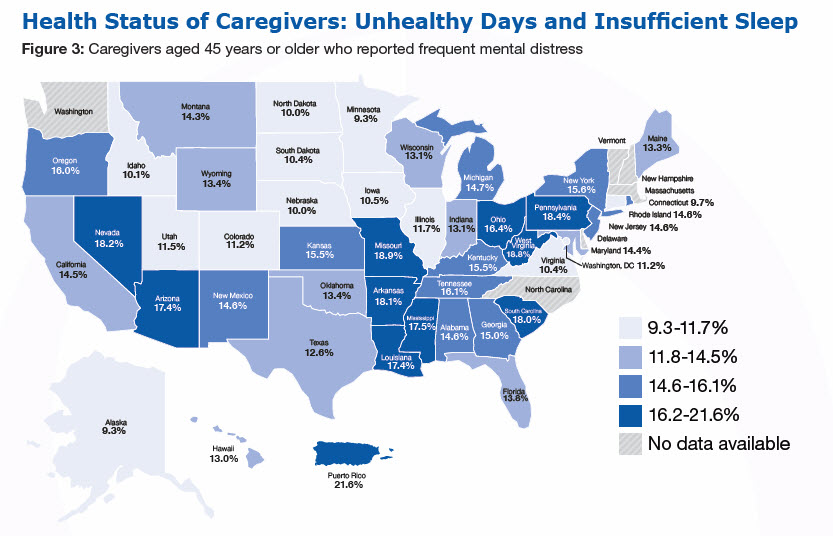 Health Status of Caregivers: Unhealthy Days and Insufficient Sleep
Figure 3: Caregivers aged 45 years or older who reported frequent mental distress
Washington
Montana
14.3%
North Dakota
10.0%
Minnesota
9.3%
Oregon
16.0%
Idaho
10.1%
Wyoming
13.4%
South Dakota
10.4%
Wisconsin
13.1%
Michigan
14.7%
Vermont
Maine
13.3%
New York
15.6%
New Hampshire
Massachusetts
Connecticut 9.7%
Rhode Island 14.6%
New Jersey 14.6%
Delaware
Maryland 14.4%
Washington, DC 11.2%
Nebraska
10.0%
Iowa
10.5%
Illinois
11.7%
Indiana
13.1%
Ohio
16.4%
Pennsylvania
18.4%
Nevada
18.2%
Utah
11.5%
Colorado
11.2%
Kansas
15.5%
Missouri
18.9%
Kentucky
15.5%
West
Virginia
18.8%
Virginia
10.4%
California
14.5%
Arizona
17.4%
New Mexico
14.6%
Oklahoma
13.4%
Arkansas
18.1%
Tennessee
16.1%
North Carolina
South Carolina
18.0%
Texas
12.6%
Louisiana
17.4%
Mississippi
17.5%
Alabama
14.6%
Georgia
15.0%
Florida
13.8%
Alaska
9.3%
Hawaii
13.0%
Puerto Rico
21.6%
9.3-11.7%
11.8-14.5%
14.6-16.1%
16.2-21.6%
No data available